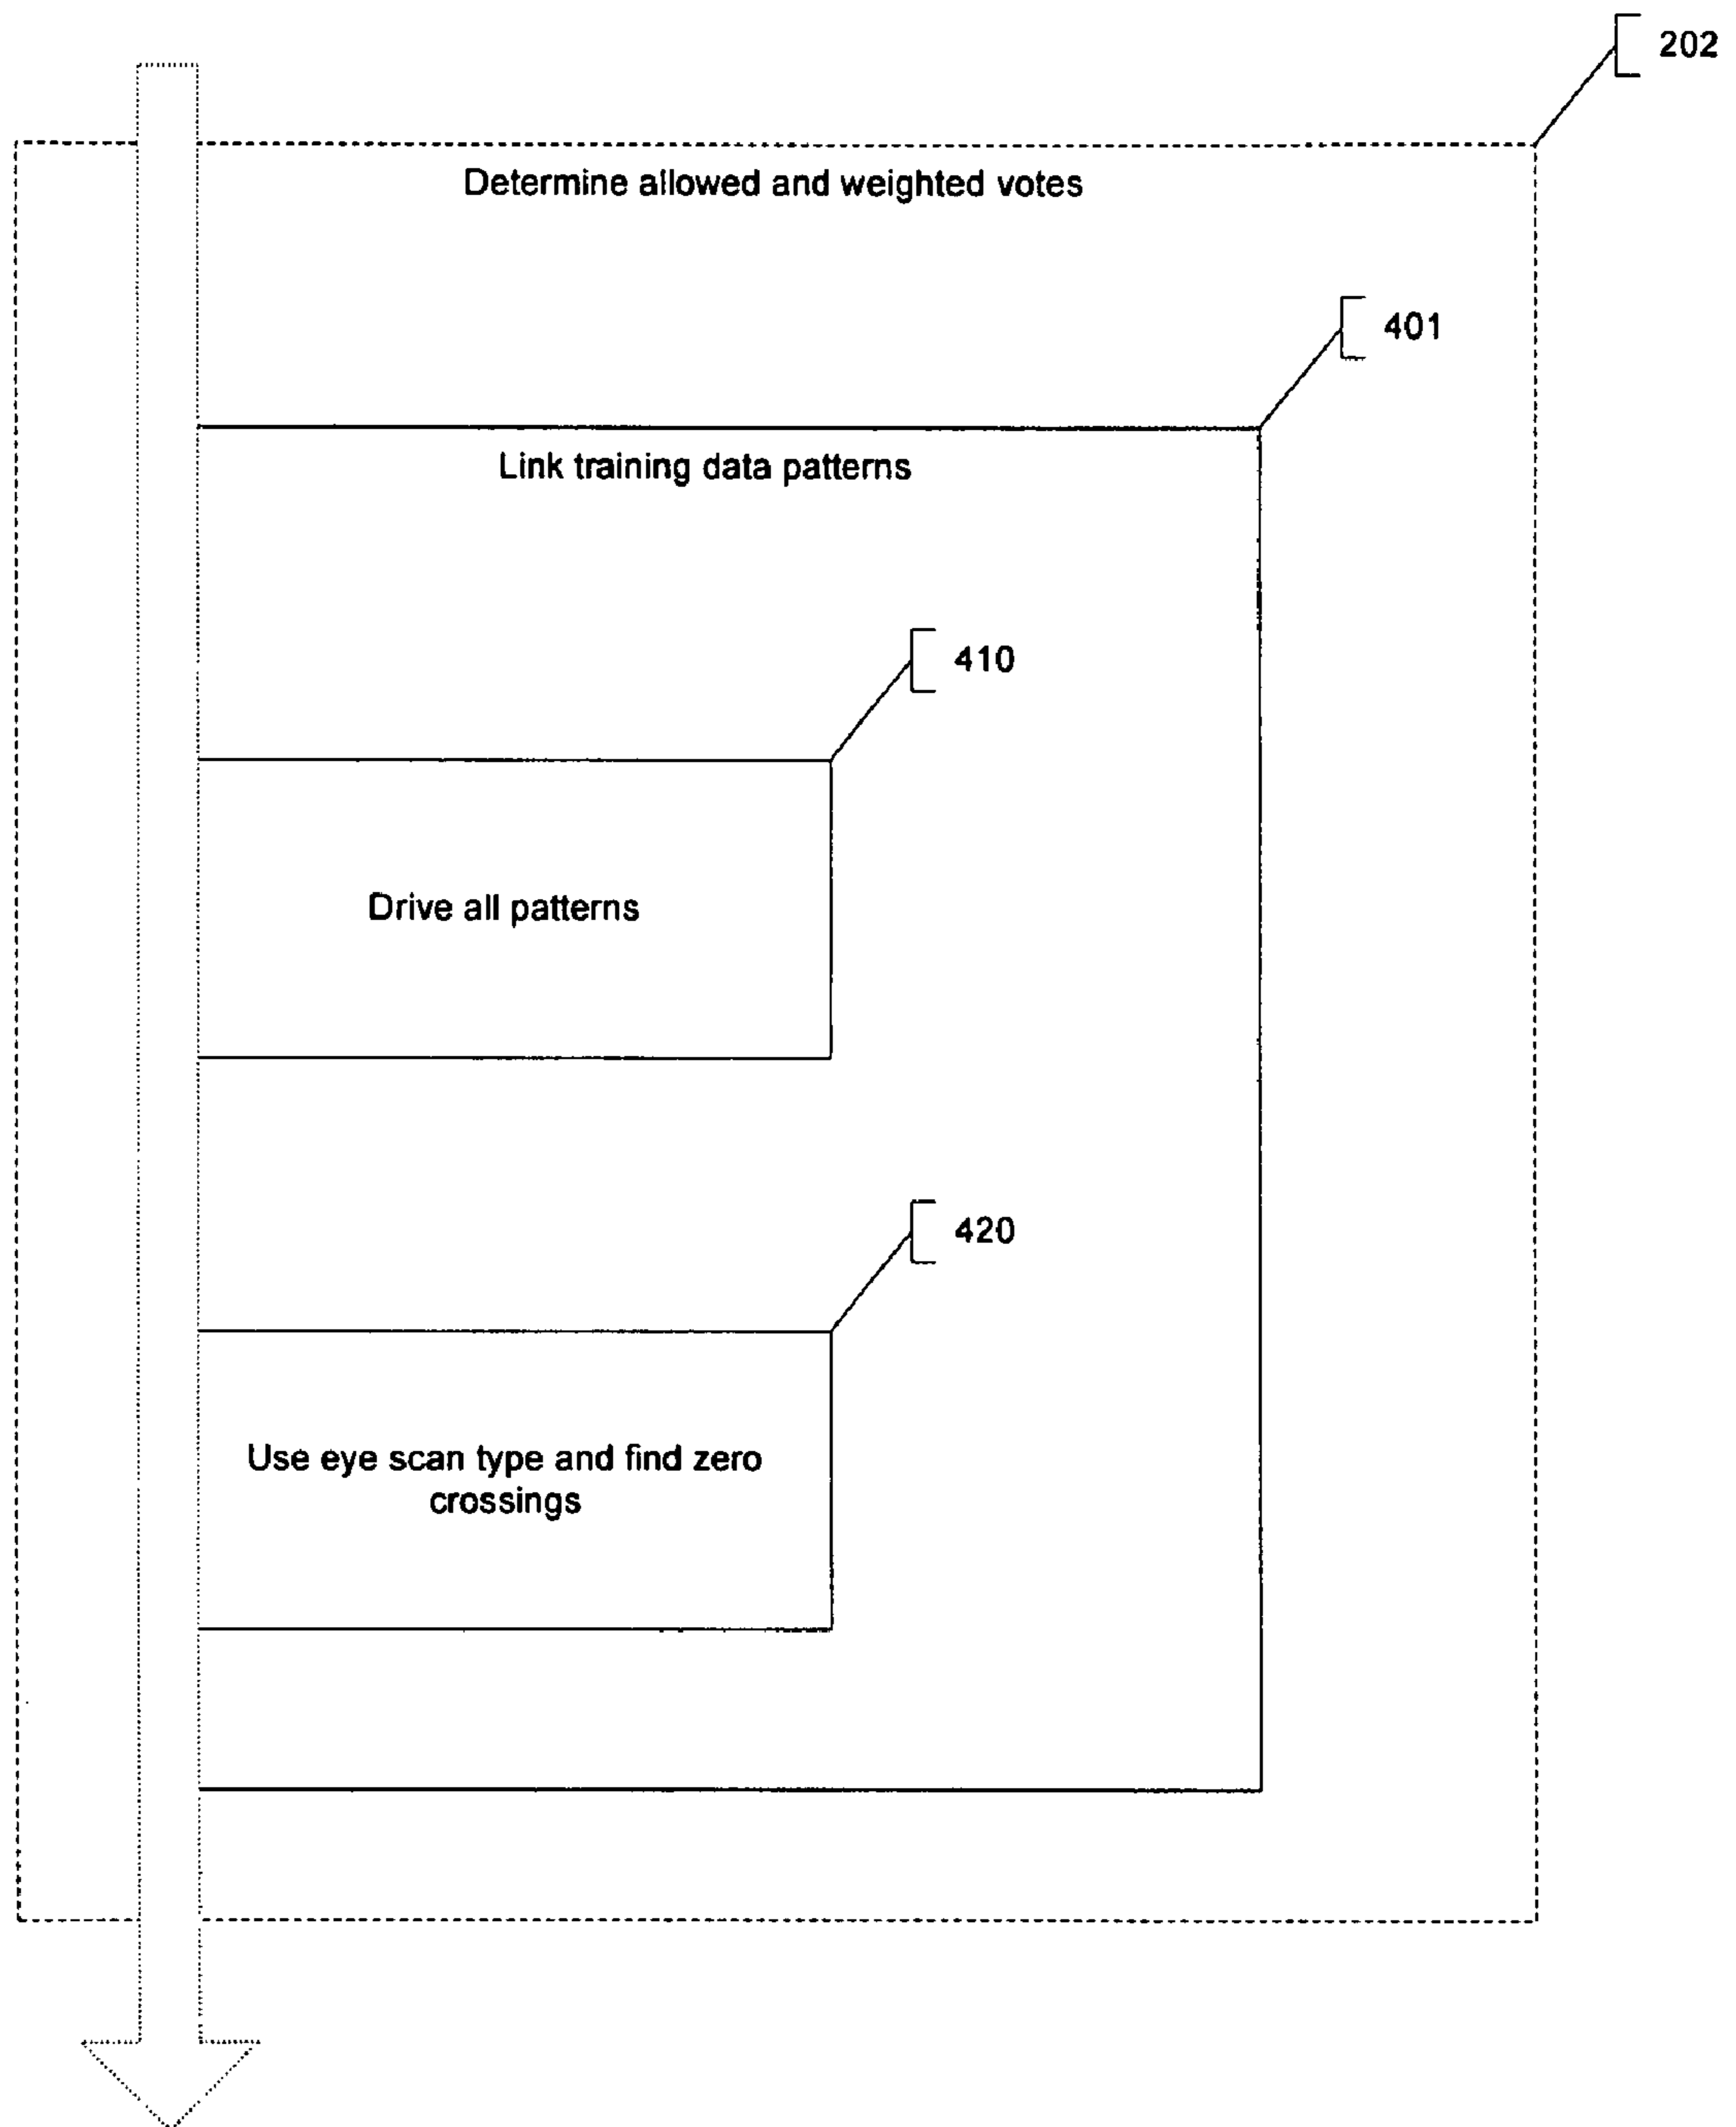 202
Determine allowed and weighted votes
401
Link training data patterns
410
Drive all patterns
420
Use eye scan type and find zero
crossings